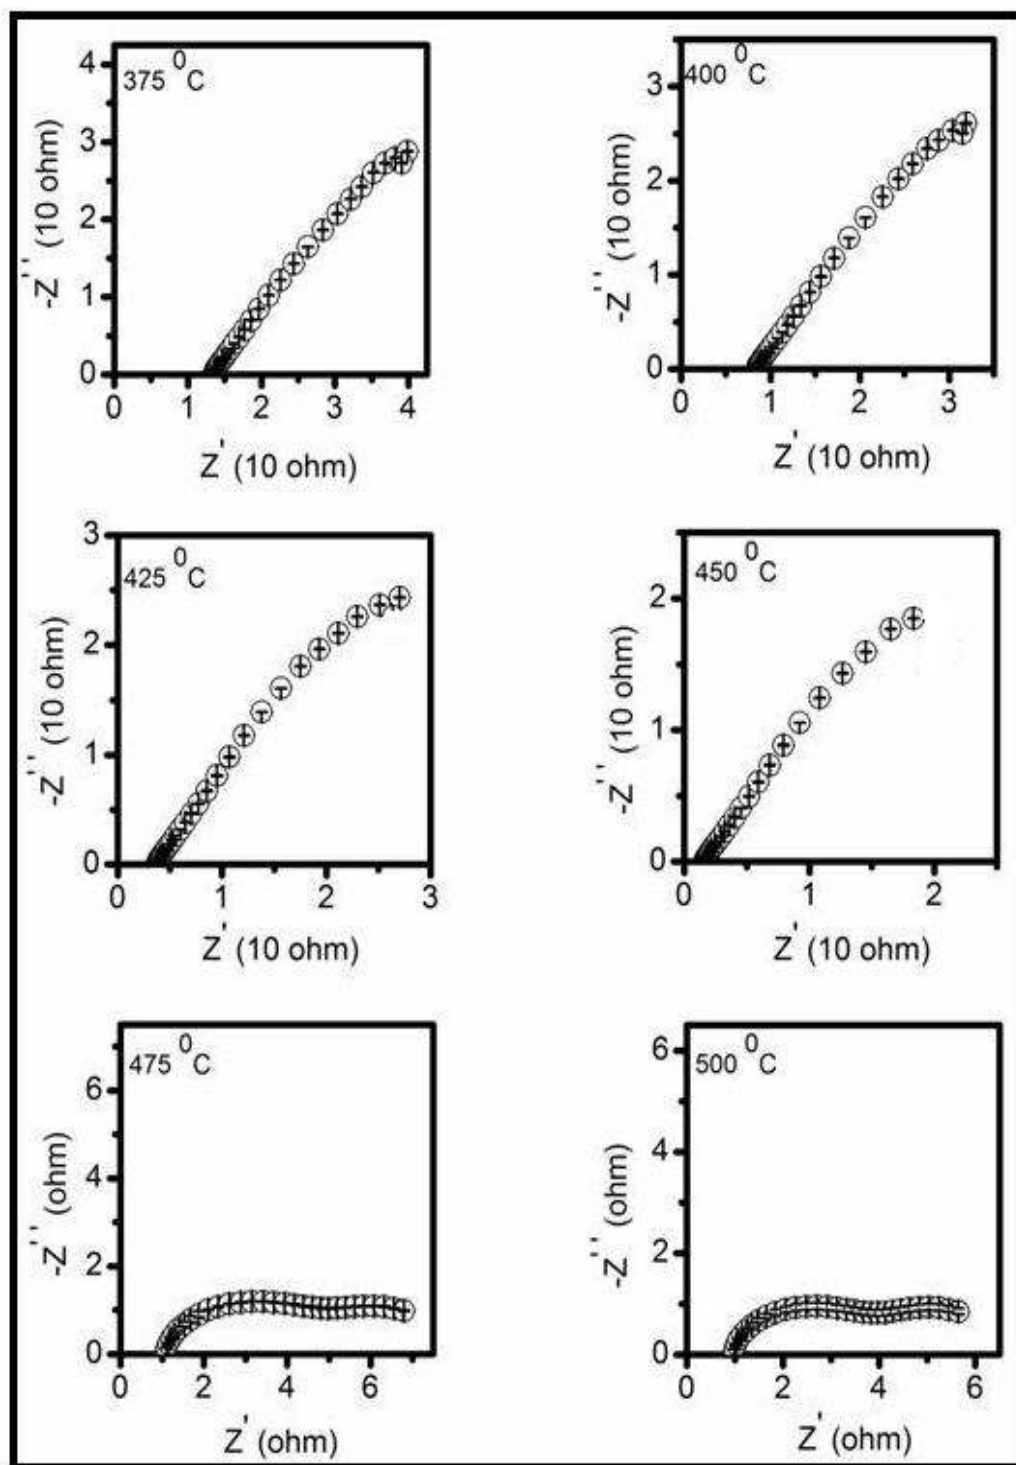 375 ⁰C
4
3
2
1
0
-Z'' (10 ohm)
0 1 2 3 4
Z' (10 ohm)
400 ⁰C
3
2
1
0
-Z'' (10 ohm)
0 1 2 3
Z' (10 ohm)
425 ⁰C
3
2
1
0
-Z'' (10 ohm)
0 1 2 3
Z' (10 ohm)
450 ⁰C
2
1
0
-Z'' (10 ohm)
0 1 2
Z' (10 ohm)
475 ⁰C
6
4
2
0
-Z'' (ohm)
0 2 4 6
Z' (ohm)
500 ⁰C
6
4
2
0
-Z'' (ohm)
0 2 4 6
Z' (ohm)